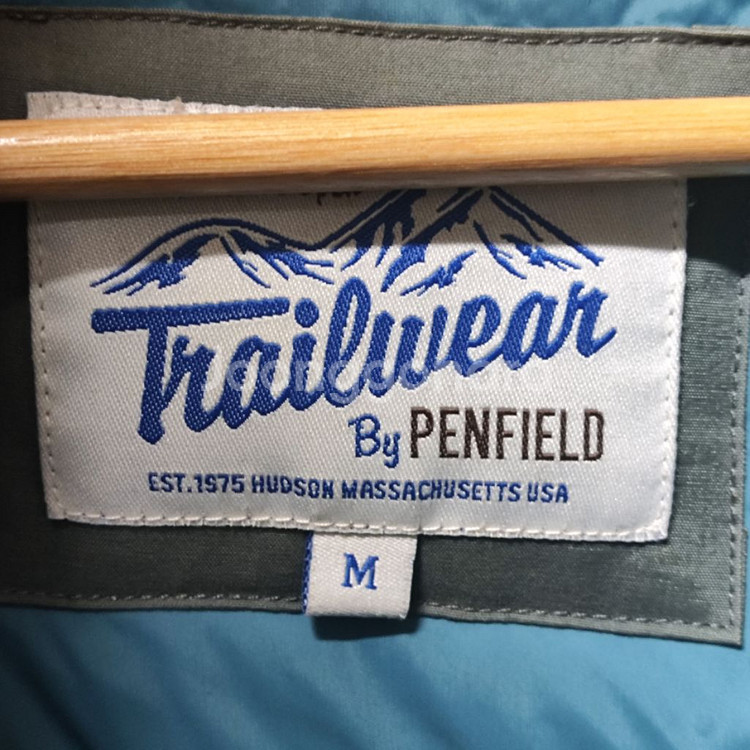 Trailwear
By PENFIELD
EST.1975 HUDSON MASSACHUSETTS USA
M